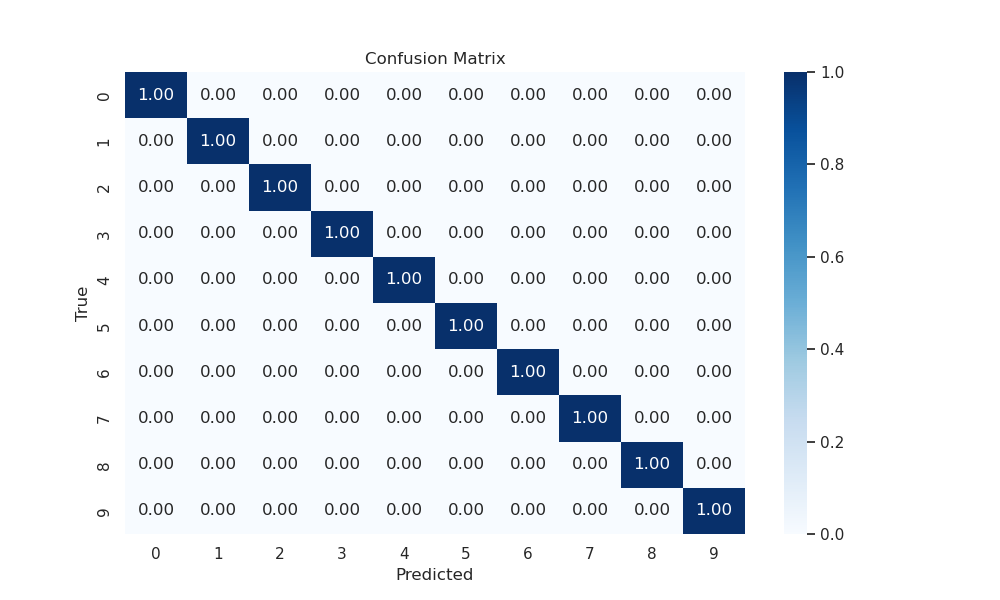 Confusion Matrix
0 1.00 0.00 0.00 0.00 0.00 0.00 0.00 0.00 0.00 0.00
1 0.00 1.00 0.00 0.00 0.00 0.00 0.00 0.00 0.00 0.00
2 0.00 0.00 1.00 0.00 0.00 0.00 0.00 0.00 0.00 0.00
3 0.00 0.00 0.00 1.00 0.00 0.00 0.00 0.00 0.00 0.00
4 0.00 0.00 0.00 0.00 1.00 0.00 0.00 0.00 0.00 0.00
5 0.00 0.00 0.00 0.00 0.00 1.00 0.00 0.00 0.00 0.00
6 0.00 0.00 0.00 0.00 0.00 0.00 1.00 0.00 0.00 0.00
7 0.00 0.00 0.00 0.00 0.00 0.00 0.00 1.00 0.00 0.00
8 0.00 0.00 0.00 0.00 0.00 0.00 0.00 0.00 1.00 0.00
9 0.00 0.00 0.00 0.00 0.00 0.00 0.00 0.00 0.00 1.00
0 1 2 3 4 5 6 7 8 9
Predicted
True
1.0
0.8
0.6
0.4
0.2
0.0